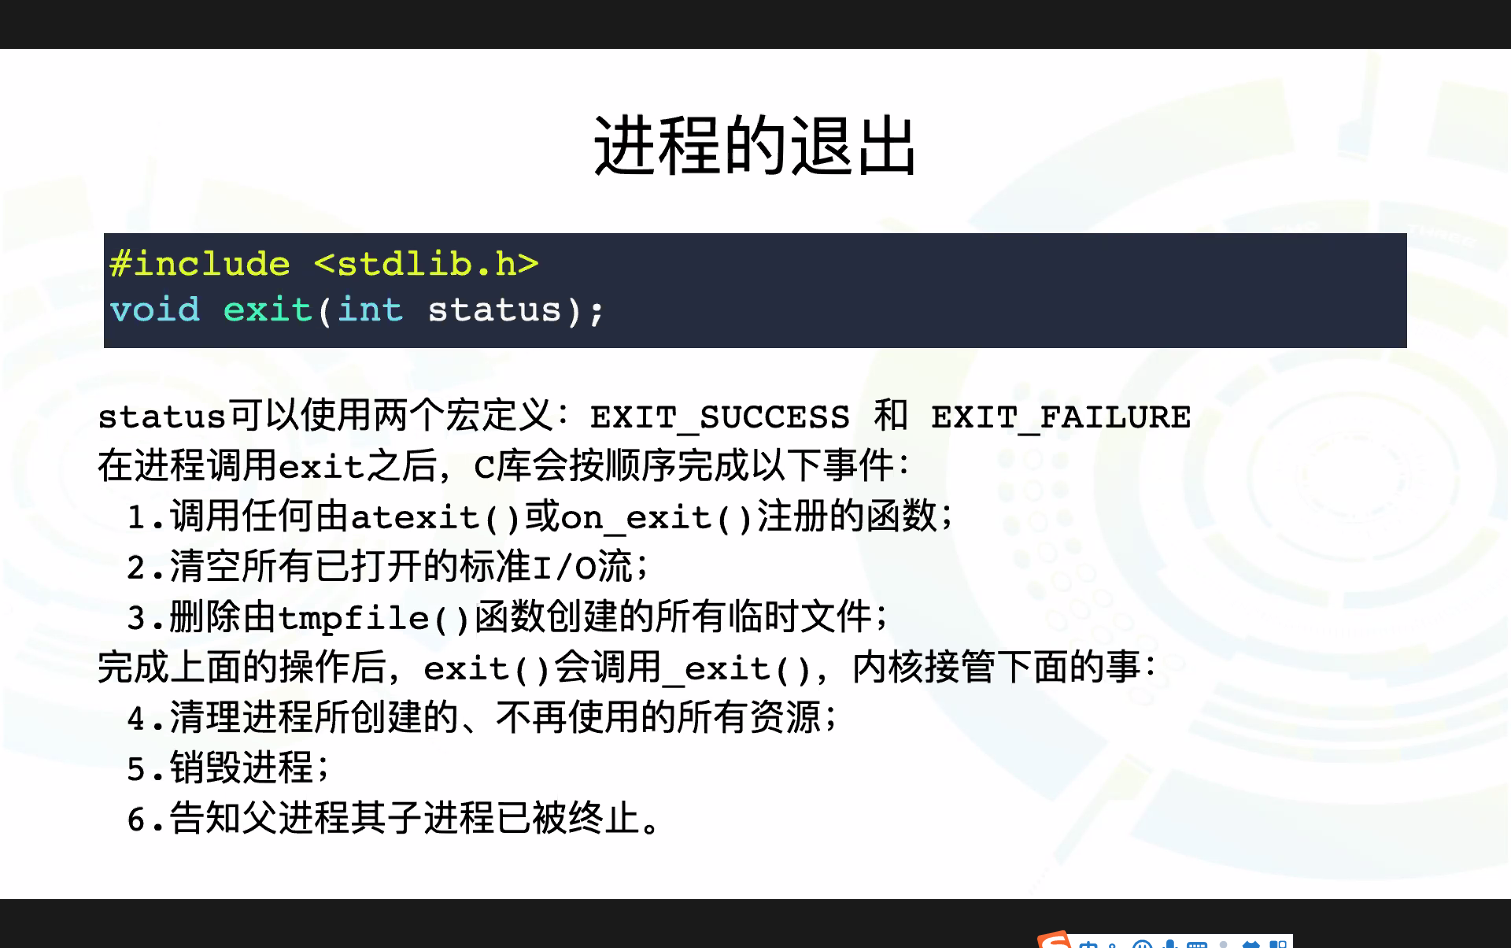 进程的退出
#include <stdlib.h>
void exit(int status);
status可以使用两个宏定义：EXIT_SUCCESS 和 EXIT_FAILURE
在进程调用exit之后，C库会按顺序完成以下事件：
1.调用任何由atexit()或on_exit()注册的函数；
2.清空所有已打开的标准I/O流；
3.删除由tmpfile()函数创建的所有临时文件；
完成上面的操作后，exit()会调用_exit()，内核接管下面的事：
4.清理进程所创建的、不再使用的所有资源；
5.销毁进程；
6.告知父进程其子进程已被终止。